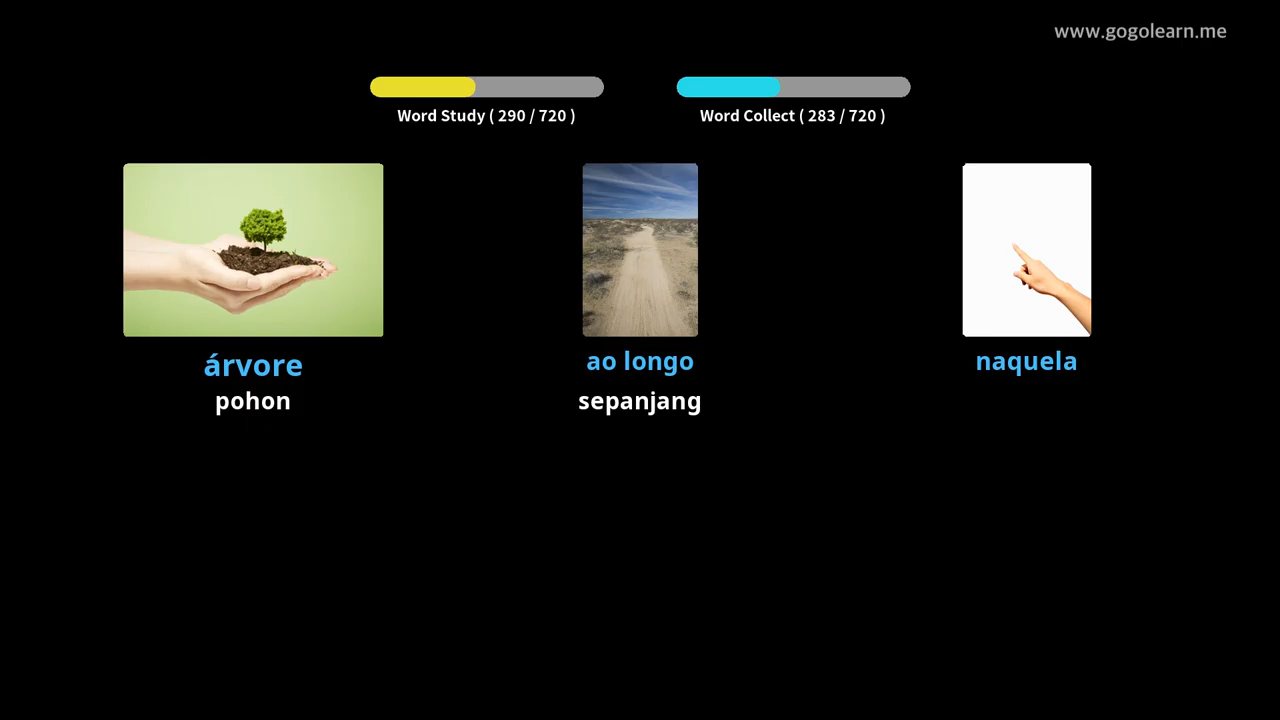 www.gogolearn.me
Word Study ( 290 / 720 )
Word Collect ( 283 / 720 )
árvore
pohon
ao longo
sepanjang
naquela